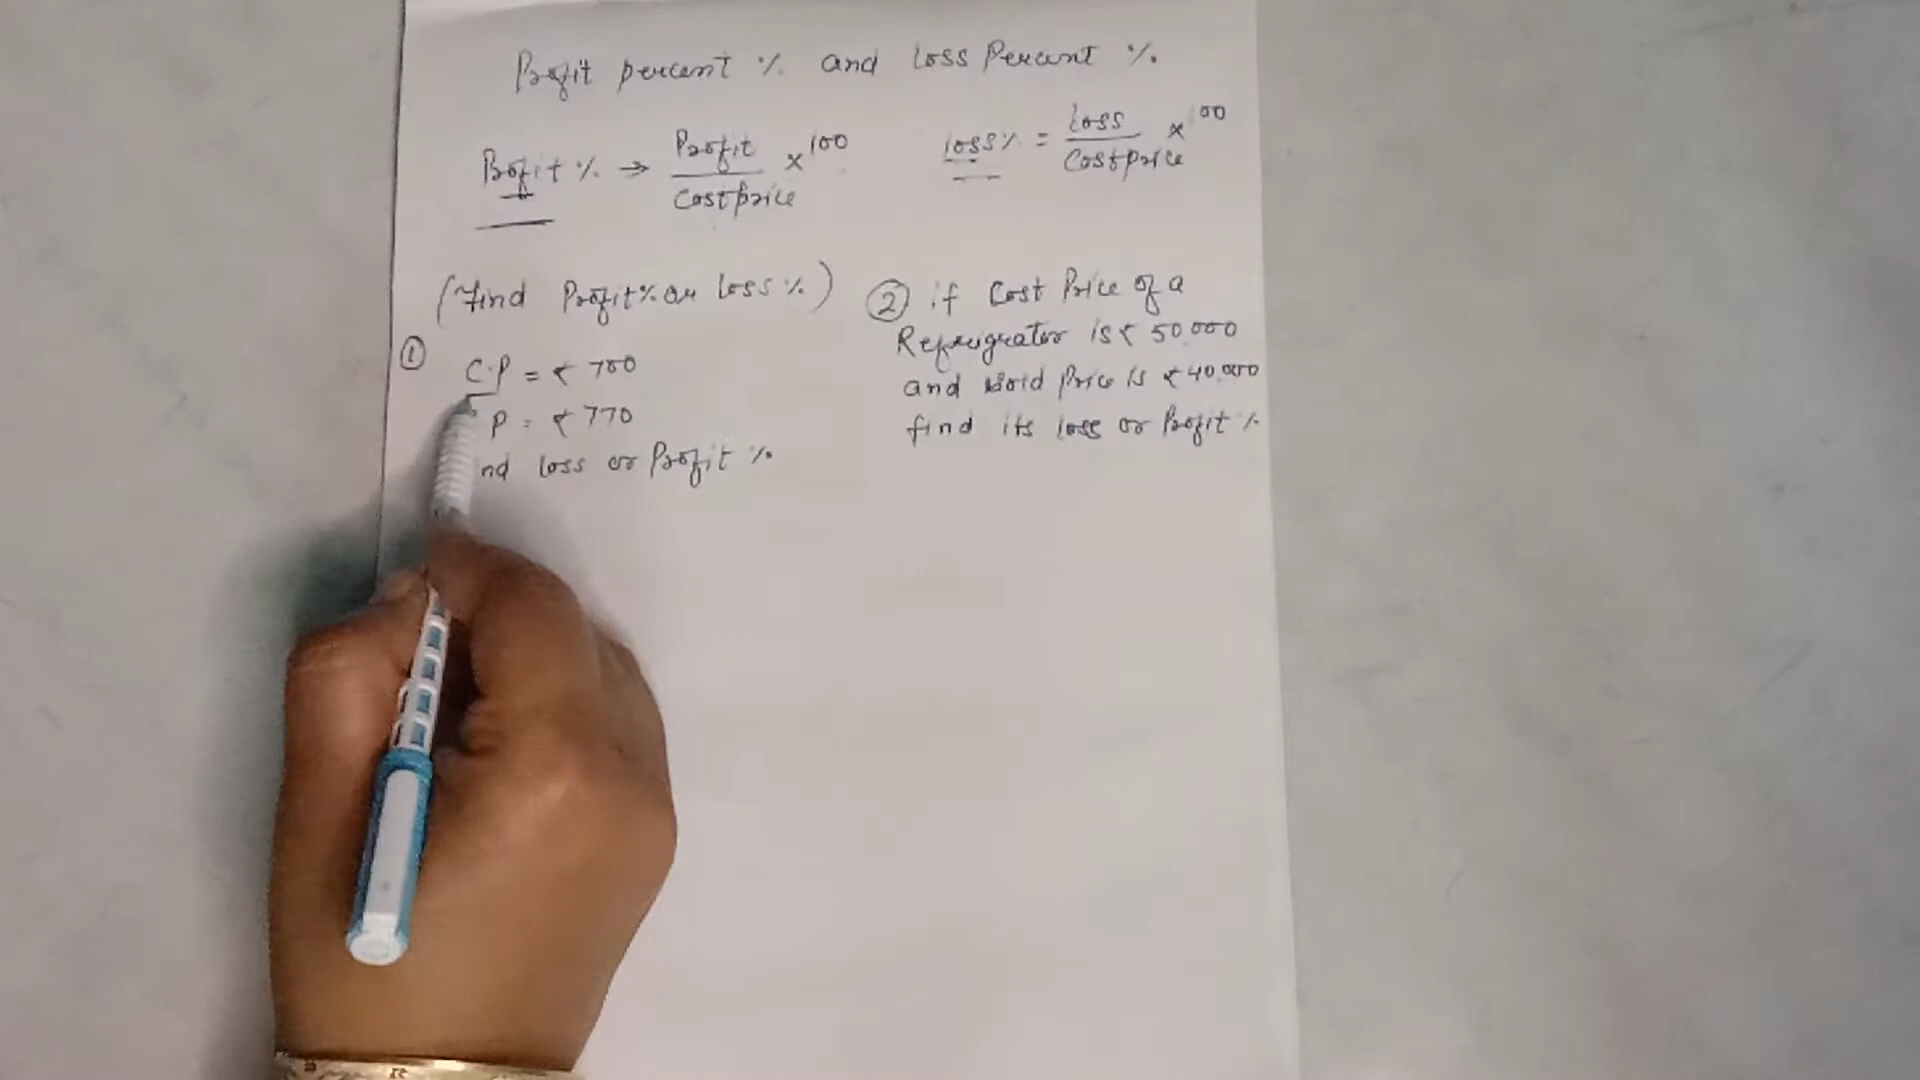 Profit percent % and Loss Percent %
Profit % → Profit / Cost price × 100
loss % = Loss / Cost price × 100
(Find Profit % or Loss %)
① C.P = ₹ 700
P = ₹ 770
nd loss or Profit %
② if Cost Price of a
Refrigrator is ₹ 50,000
and Sold Price is ₹ 40,000
find its loss or Profit %